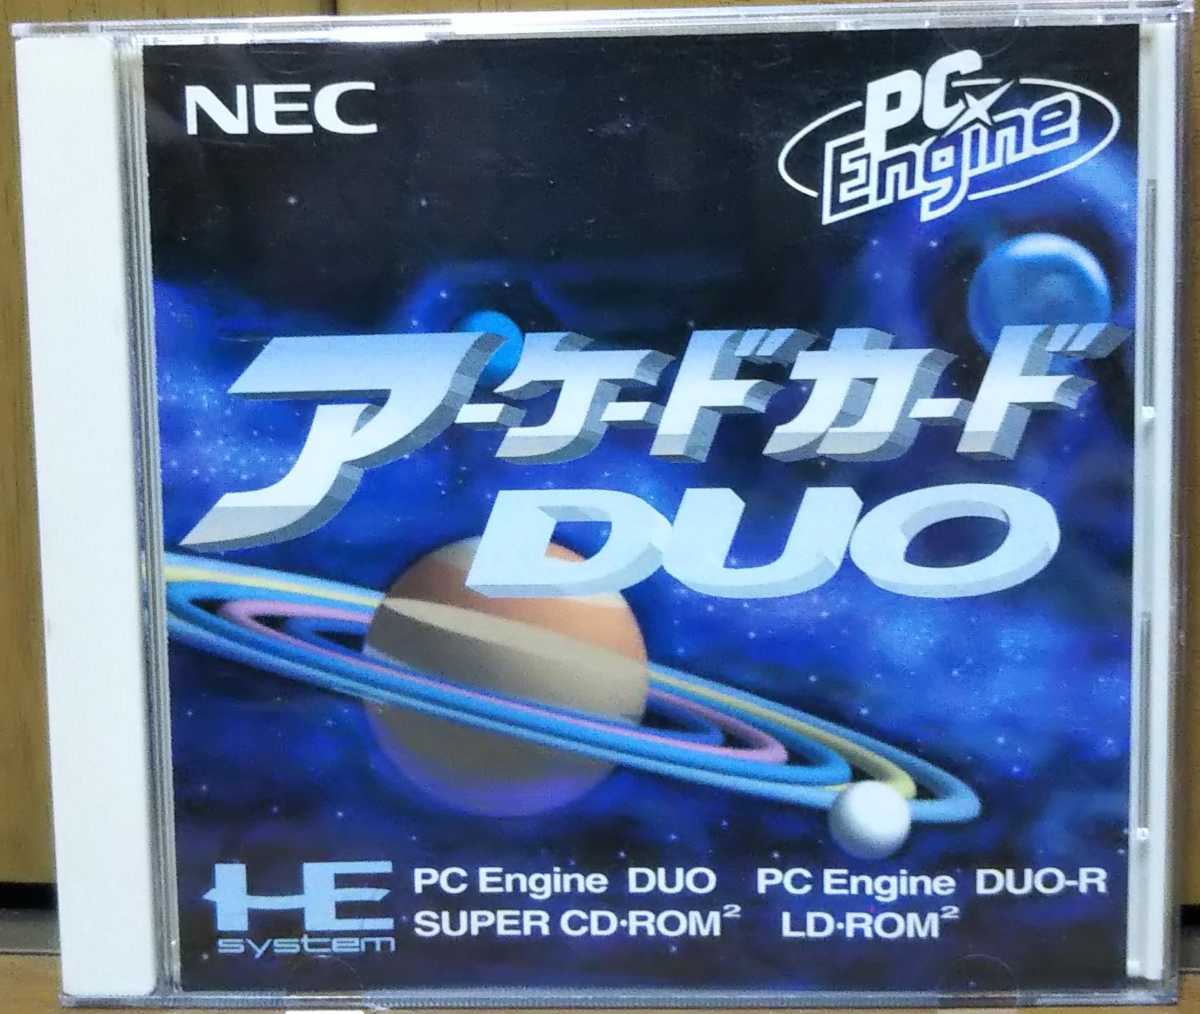 NEC
PC Engine
アーケードカード
DUO
HE system
PC Engine DUO PC Engine DUO-R
SUPER CD･ROM² LD･ROM²